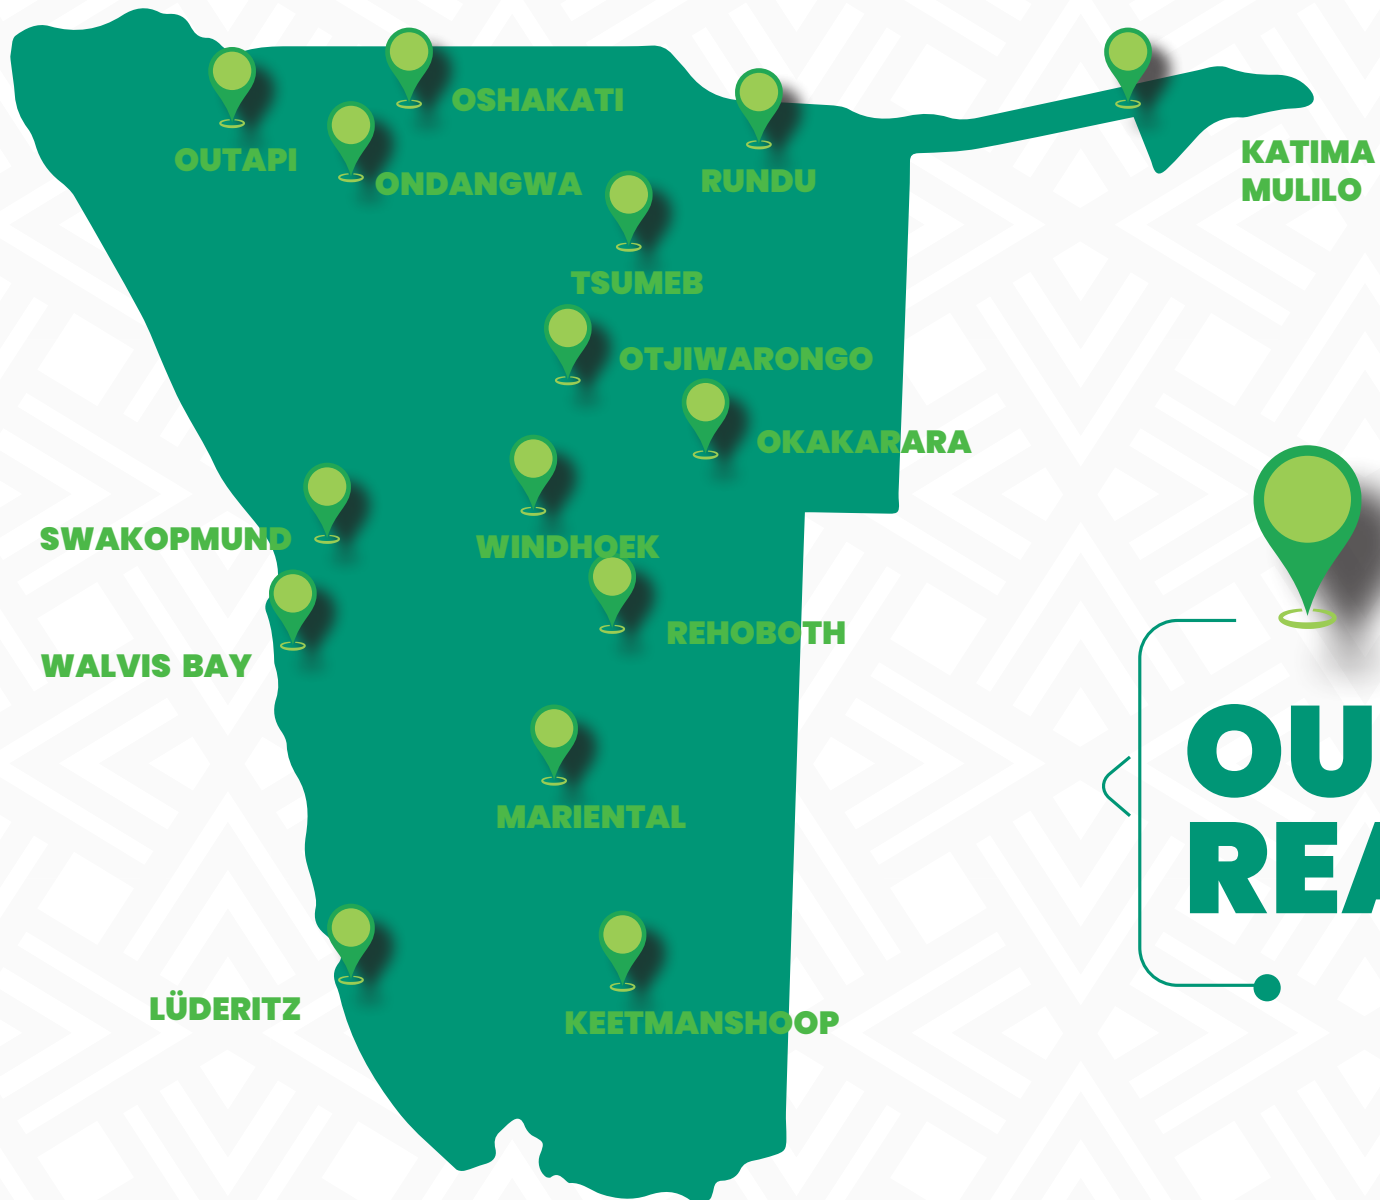 OSHAKATI
OUTAPI
ONDANGWA
RUNDU
KATIMA
MULILO
TSUMEB
OTJIWARONGO
OKAKARARA
SWAKOPMUND
WINDHOEK
REHOBOTH
WALVIS BAY
MARIENTAL
LÜDERITZ
KEETMANSHOOP